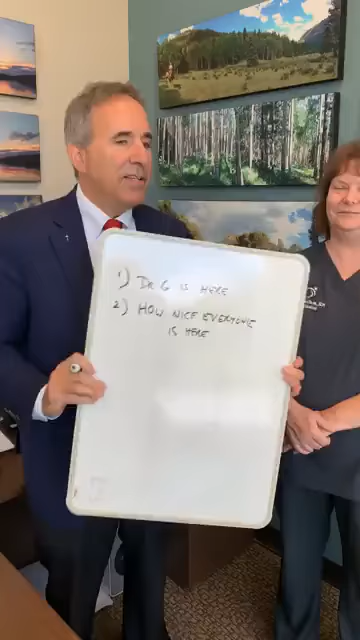 1) DR G IS HERE
2) HOW NICE EVERYONE
IS HERE